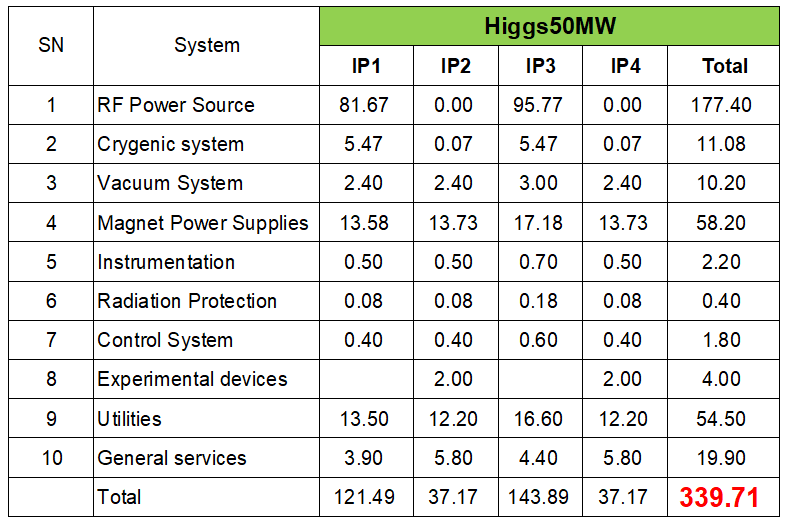 Higgs50MW
SN System
IP1 IP2 IP3 IP4 Total
1 RF Power Source 81.67 0.00 95.77 0.00 177.40
2 Crygenic system 5.47 0.07 5.47 0.07 11.08
3 Vacuum System 2.40 2.40 3.00 2.40 10.20
4 Magnet Power Supplies 13.58 13.73 17.18 13.73 58.20
5 Instrumentation 0.50 0.50 0.70 0.50 2.20
6 Radiation Protection 0.08 0.08 0.18 0.08 0.40
7 Control System 0.40 0.40 0.60 0.40 1.80
8 Experimental devices 2.00 2.00 4.00
9 Utilities 13.50 12.20 16.60 12.20 54.50
10 General services 3.90 5.80 4.40 5.80 19.90
Total 121.49 37.17 143.89 37.17 339.71